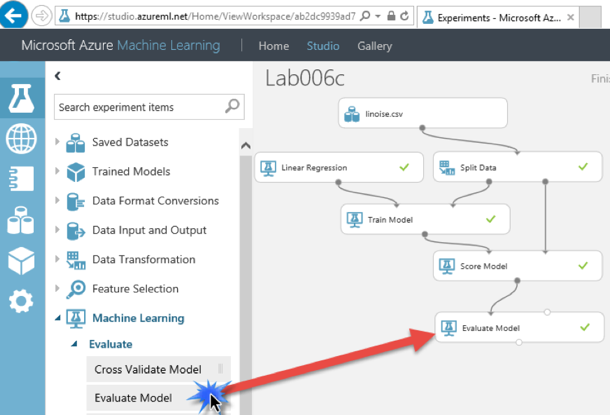 https://studio.azureml.net/Home/ViewWorkspace/ab2dc9939ad7
Experiments - Microsoft Az...
Microsoft Azure Machine Learning
Home
Studio
Gallery
Lab006c
Search experiment items
Saved Datasets
Trained Models
Data Format Conversions
Data Input and Output
Data Transformation
Feature Selection
Machine Learning
Evaluate
Cross Validate Model
Evaluate Model
Fini
linoise.csv
Linear Regression
Split Data
Train Model
Score Model
Evaluate Model